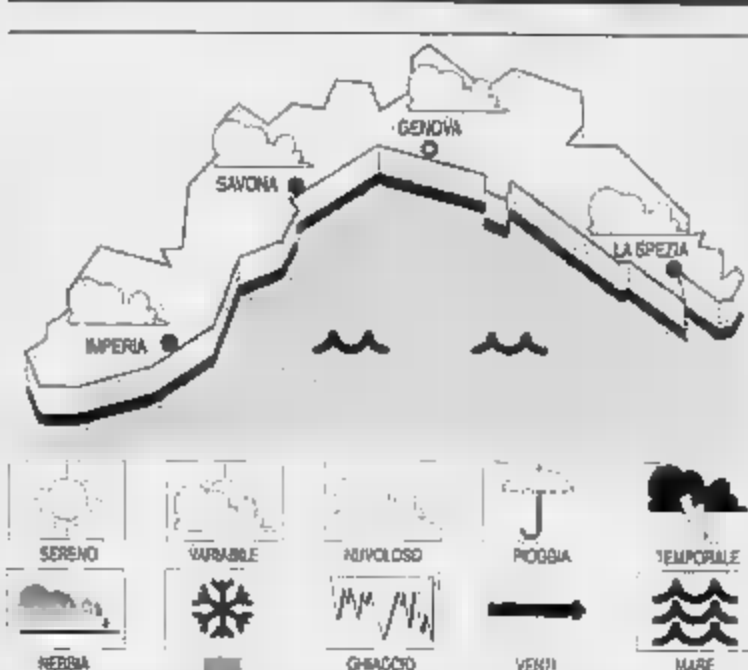 GENOVA
SAVONA
LA SPEZIA
IMPERIA
SERENO VARIABILE NUVOLOSO PIOGGIA TEMPORALE
NEBBIA GHIACCIO VENTI MARE